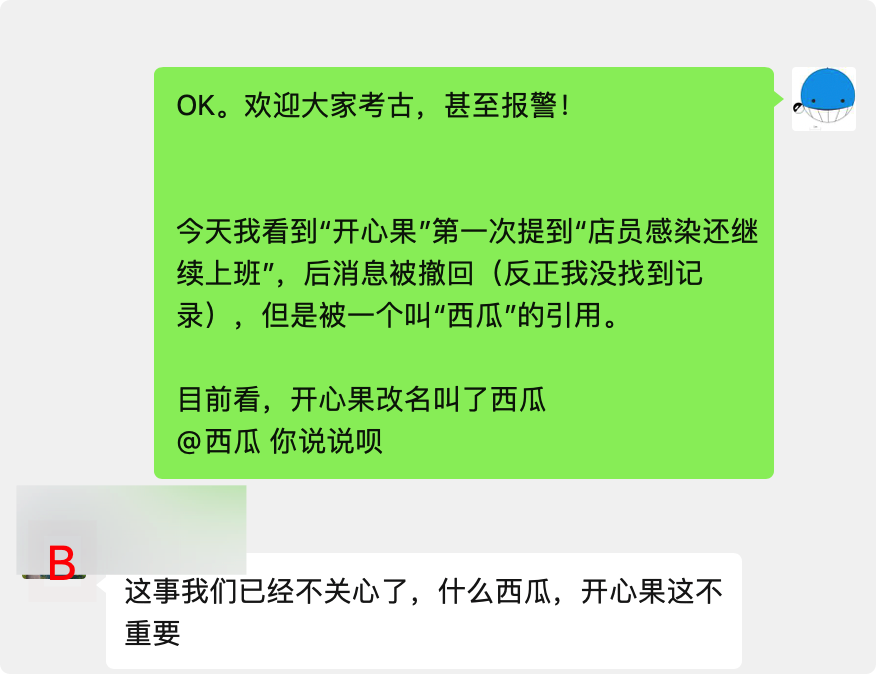 OK。欢迎大家考古，甚至报警！
今天我看到“开心果”第一次提到“店员感染还继
续上班”，后消息被撤回（反正我没找到记
录），但是被一个叫“西瓜”的引用。
目前看，开心果改名叫了西瓜
@西瓜 你说说呗
B
这事我们已经不关心了，什么西瓜，开心果这不
重要